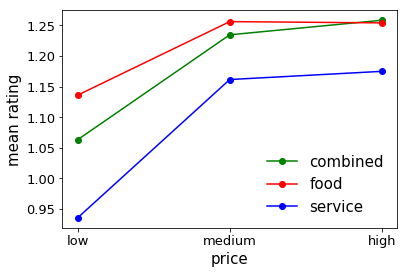 1.25
1.20
1.15
1.10
1.05
1.00
0.95
mean rating
low medium high
price
combined
food
service